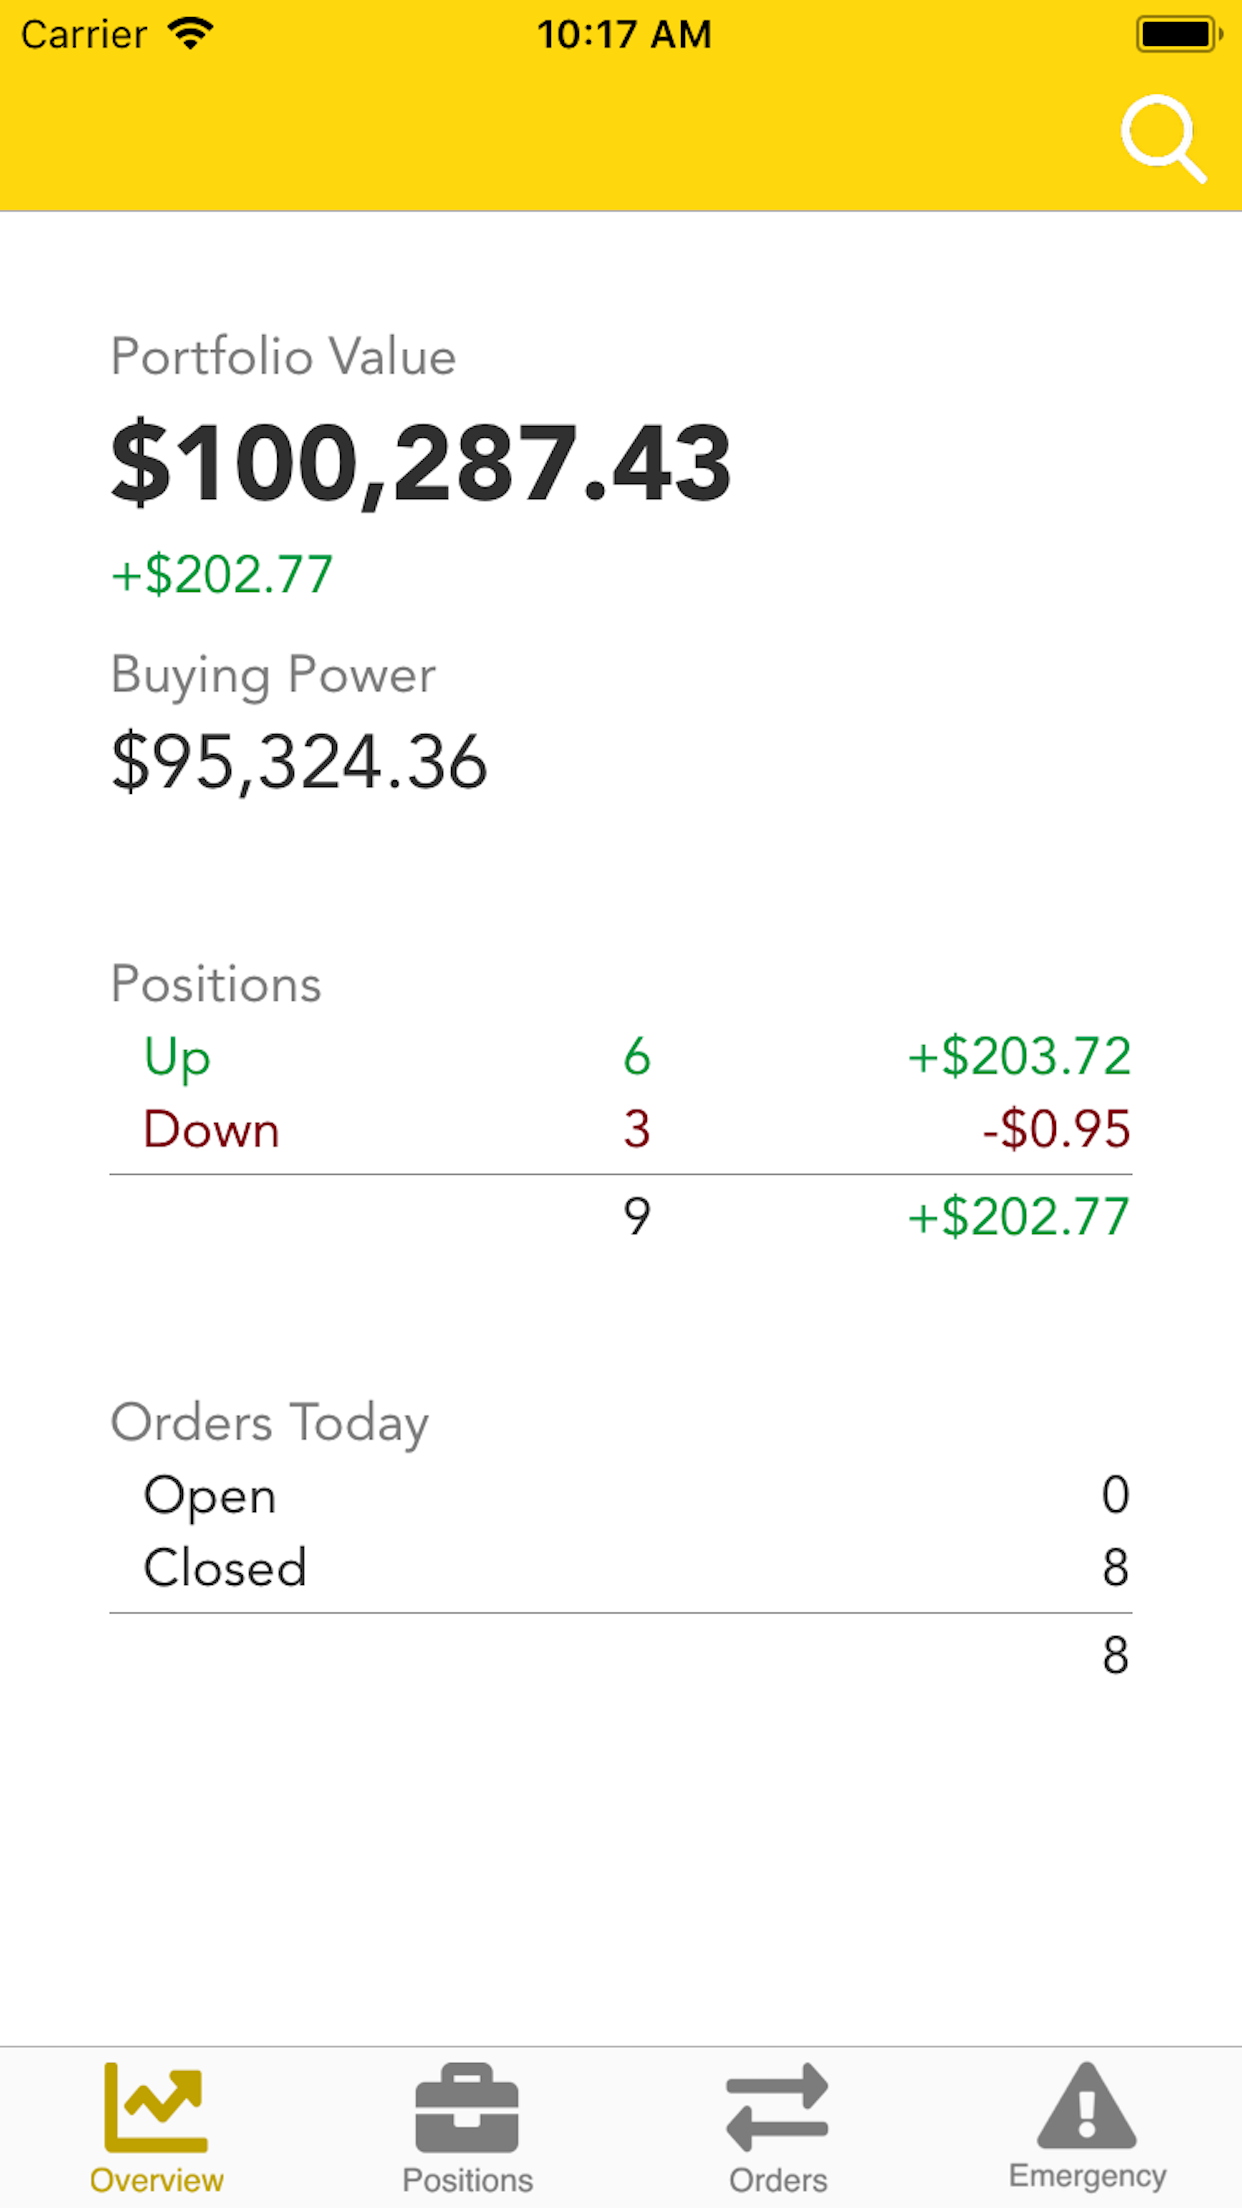 Carrier 10:17 AM
Portfolio Value
$100,287.43
+$202.77
Buying Power
$95,324.36
Positions
Up 6 +$203.72
Down 3 -$0.95
9 +$202.77
Orders Today
Open 0
Closed 8
8
Overview Positions Orders Emergency